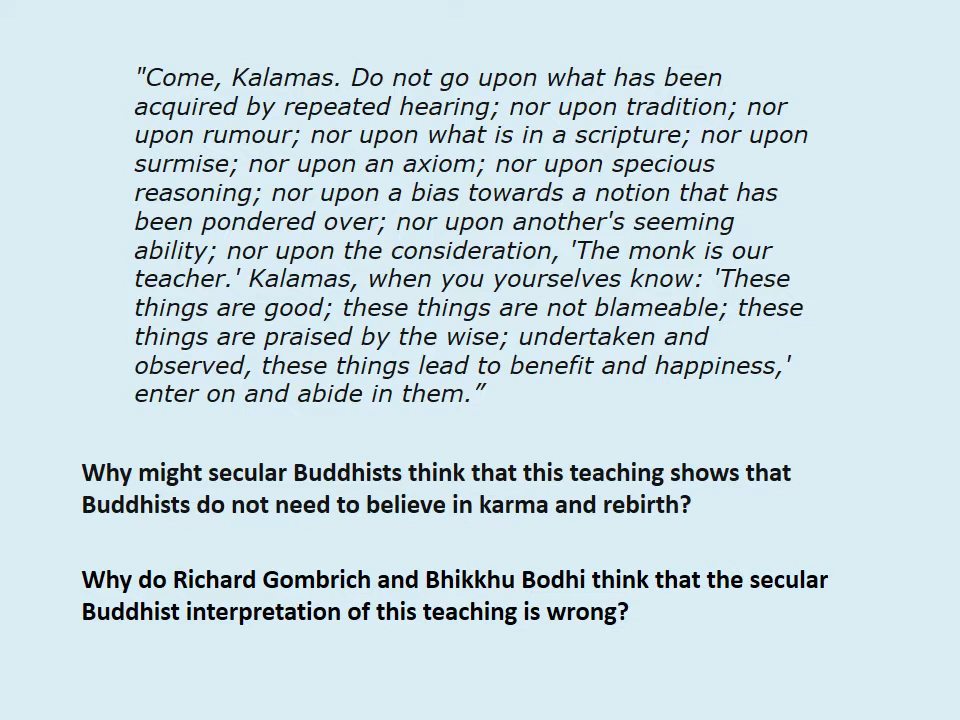 "Come, Kalamas. Do not go upon what has been
acquired by repeated hearing; nor upon tradition; nor
upon rumour; nor upon what is in a scripture; nor upon
surmise; nor upon an axiom; nor upon specious
reasoning; nor upon a bias towards a notion that has
been pondered over; nor upon another's seeming
ability; nor upon the consideration, 'The monk is our
teacher.' Kalamas, when you yourselves know: 'These
things are good; these things are not blameable; these
things are praised by the wise; undertaken and
observed, these things lead to benefit and happiness,'
enter on and abide in them.”
Why might secular Buddhists think that this teaching shows that
Buddhists do not need to believe in karma and rebirth?
Why do Richard Gombrich and Bhikkhu Bodhi think that the secular
Buddhist interpretation of this teaching is wrong?